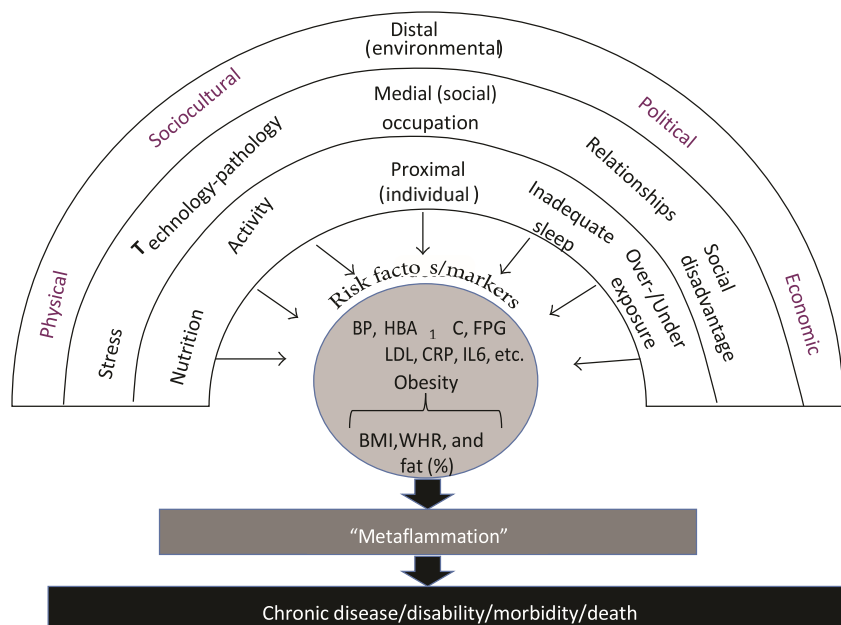 Distal
(environmental)
Sociocultural
Political
Physical
Economic
Medial (social)
occupation
Technology-pathology
Relationships
Stress
Social
disadvantage
Proximal
(individual)
Activity
Inadequate
sleep
Nutrition
Over-/Under
exposure
Risk facto s/markers
BP, HBA 1 C, FPG
LDL, CRP, IL6, etc.
Obesity
BMI,WHR, and
fat (%)
“Metaflammation”
Chronic disease/disability/morbidity/death